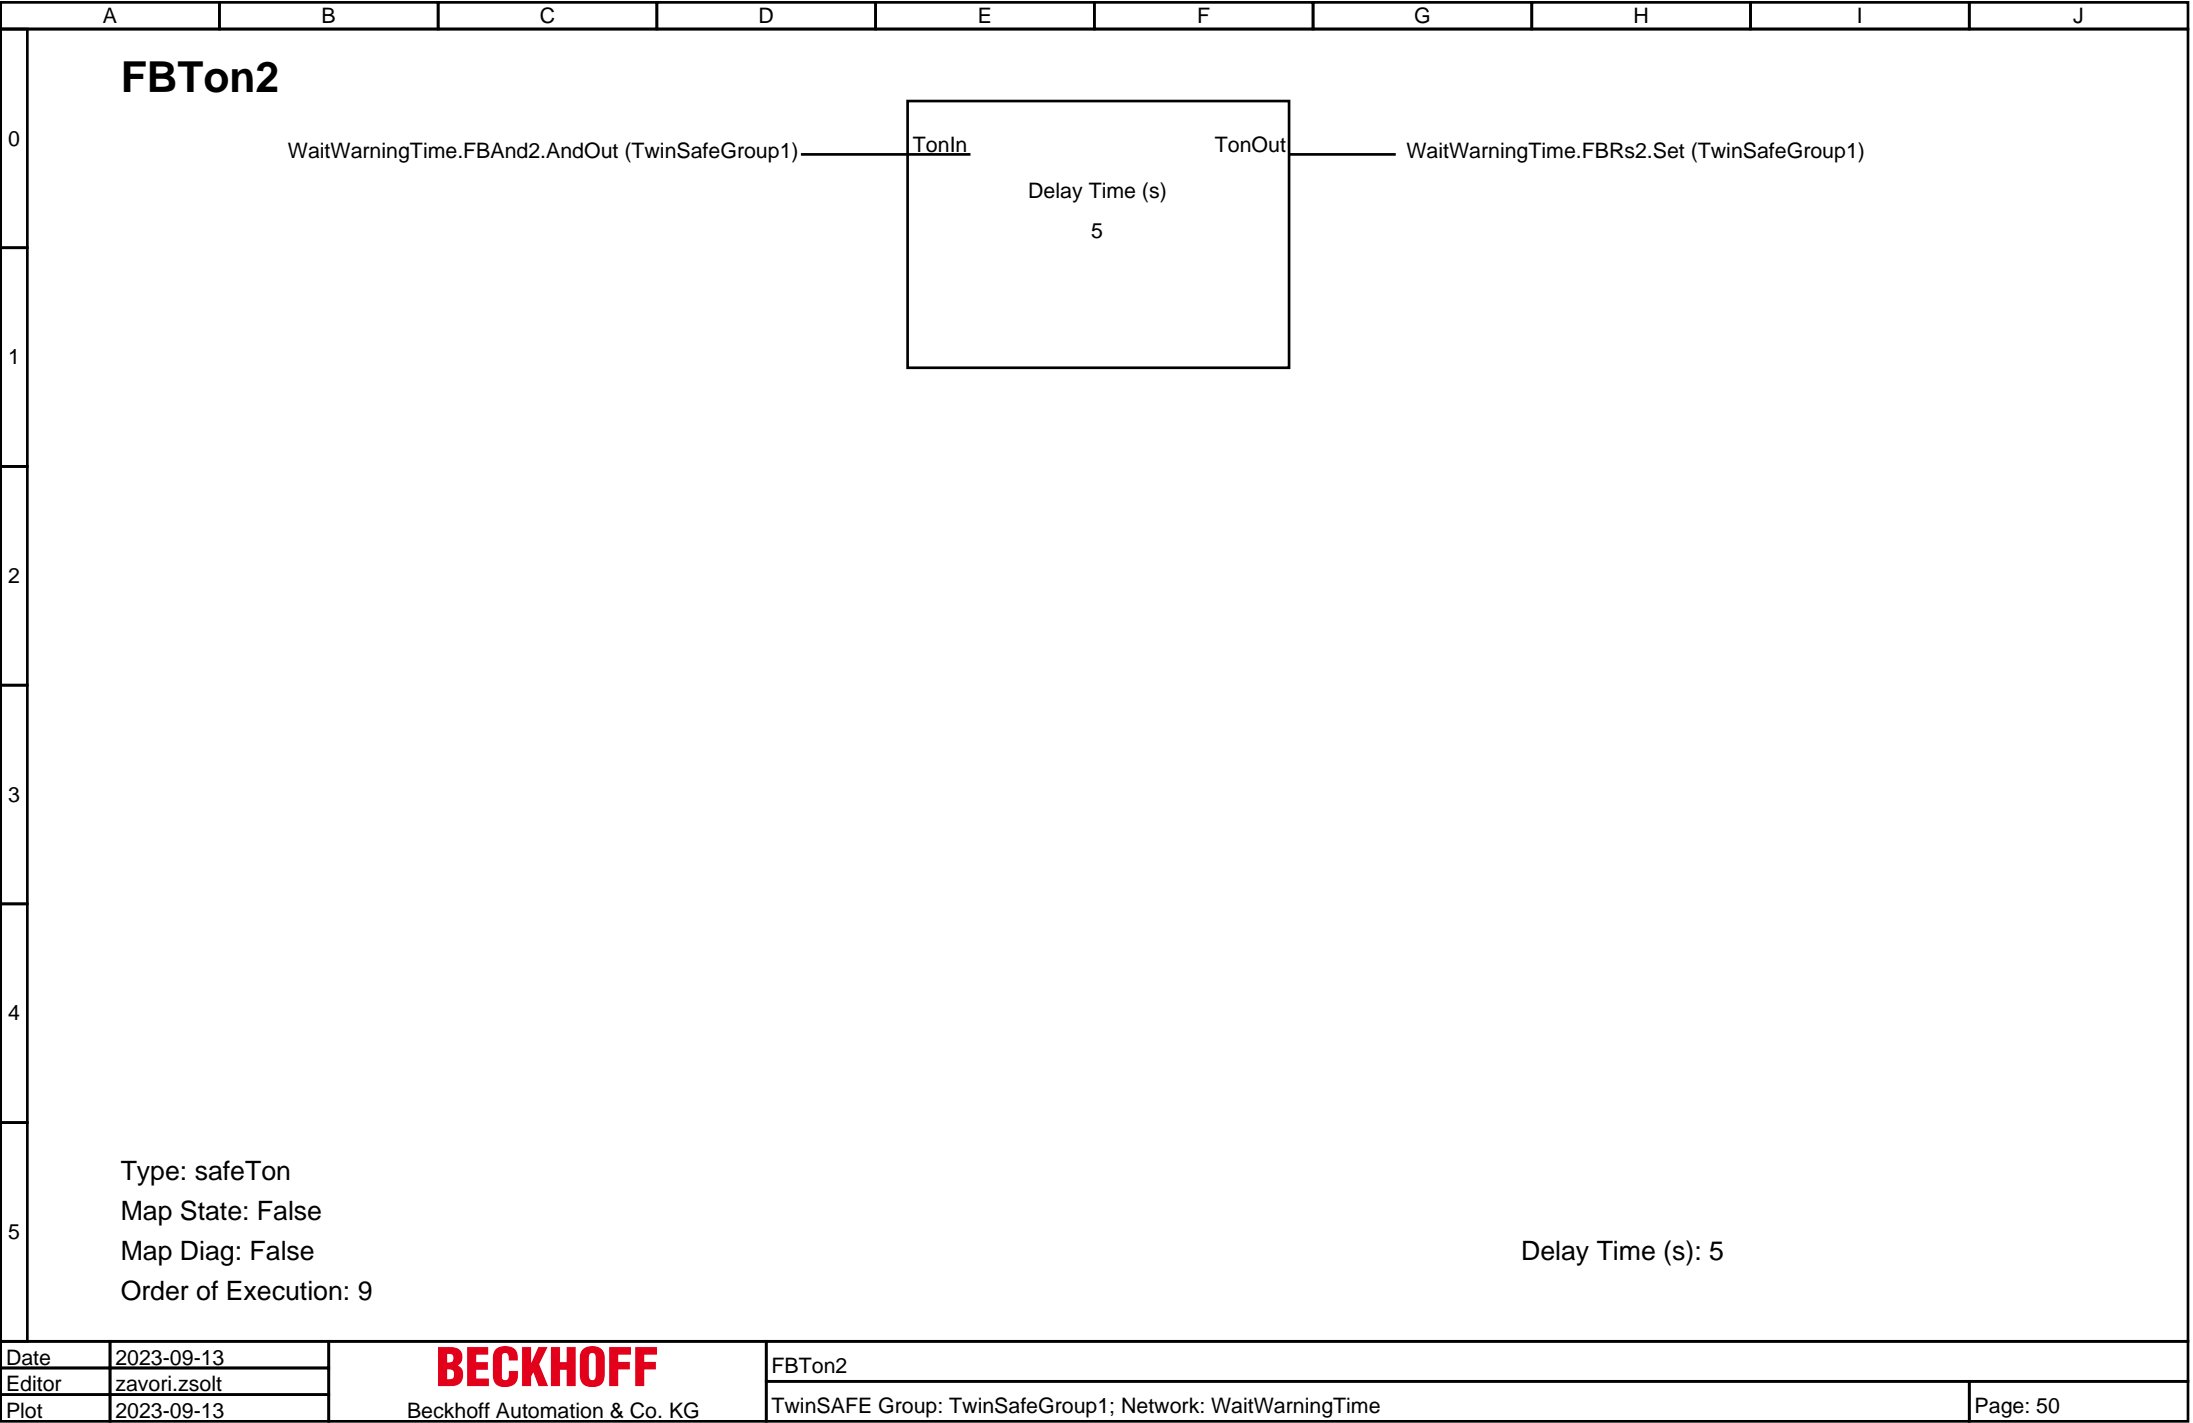 A B C D E F G H I J
FBTon2
0
WaitWarningTime.FBAnd2.AndOut (TwinSafeGroup1) TonIn TonOut WaitWarningTime.FBRs2.Set (TwinSafeGroup1)
Delay Time (s)
5
1
2
3
4
5
Type: safeTon
Map State: False
Map Diag: False
Order of Execution: 9
Delay Time (s): 5
Date 2023-09-13
Editor zavori.zsolt
Plot 2023-09-13
BECKHOFF
Beckhoff Automation & Co. KG
FBTon2
TwinSAFE Group: TwinSafeGroup1; Network: WaitWarningTime
Page: 50